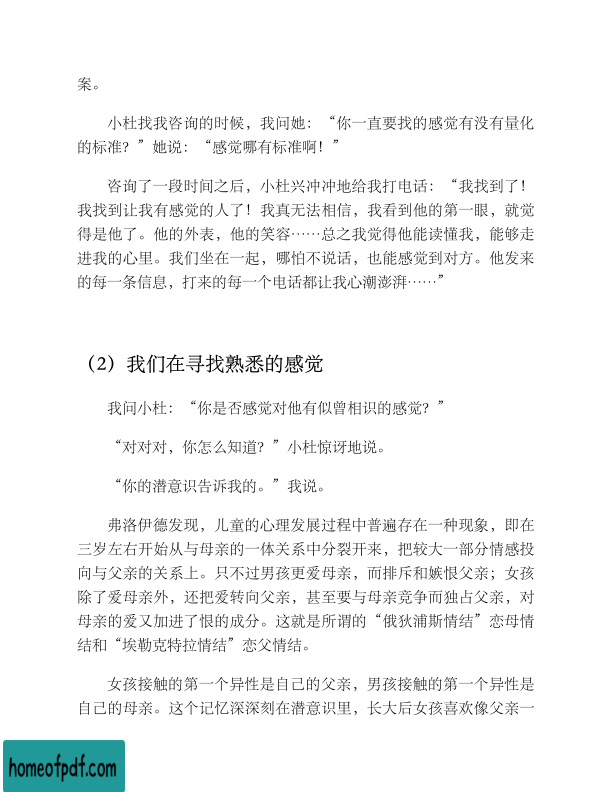 案。
小杜找我咨询的时候，我问她：“你一直要找的感觉有没有量化
的标准？”她说：“感觉哪有标准啊！”
咨询了一段时间之后，小杜兴冲冲地给我打电话：“我找到了！
我找到让我有感觉的人了！我真无法相信，我看到他的第一眼，就觉
得是他了。他的外表，他的笑容……总之我觉得他能读懂我，能够走
进我的心里。我们坐在一起，哪怕不说话，也能感觉到对方。他发来
的每一条信息，打来的每一个电话都让我心潮澎湃……”
（2）我们在寻找熟悉的感觉
我问小杜：“你是否感觉对他有似曾相识的感觉？”
“对对对，你怎么知道？”小杜惊讶地说。
“你的潜意识告诉我的。”我说。
弗洛伊德发现，儿童的心理发展过程中普遍存在一种现象，即在
三岁左右开始从与母亲的一体关系中分裂开来，把较大一部分情感投
向与父亲的关系上。只不过男孩更爱母亲，而排斥和嫉恨父亲；女孩
除了爱母亲外，还把爱转向父亲，甚至要与母亲竞争而独占父亲，对
母亲的爱又加进了恨的成分。这就是所谓的“俄狄浦斯情结”恋母情
结和“埃勒克特拉情结”恋父情结。
女孩接触的第一个异性是自己的父亲，男孩接触的第一个异性是
自己的母亲。这个记忆深深刻在潜意识里，长大后女孩喜欢像父亲一
homeofpdf.com